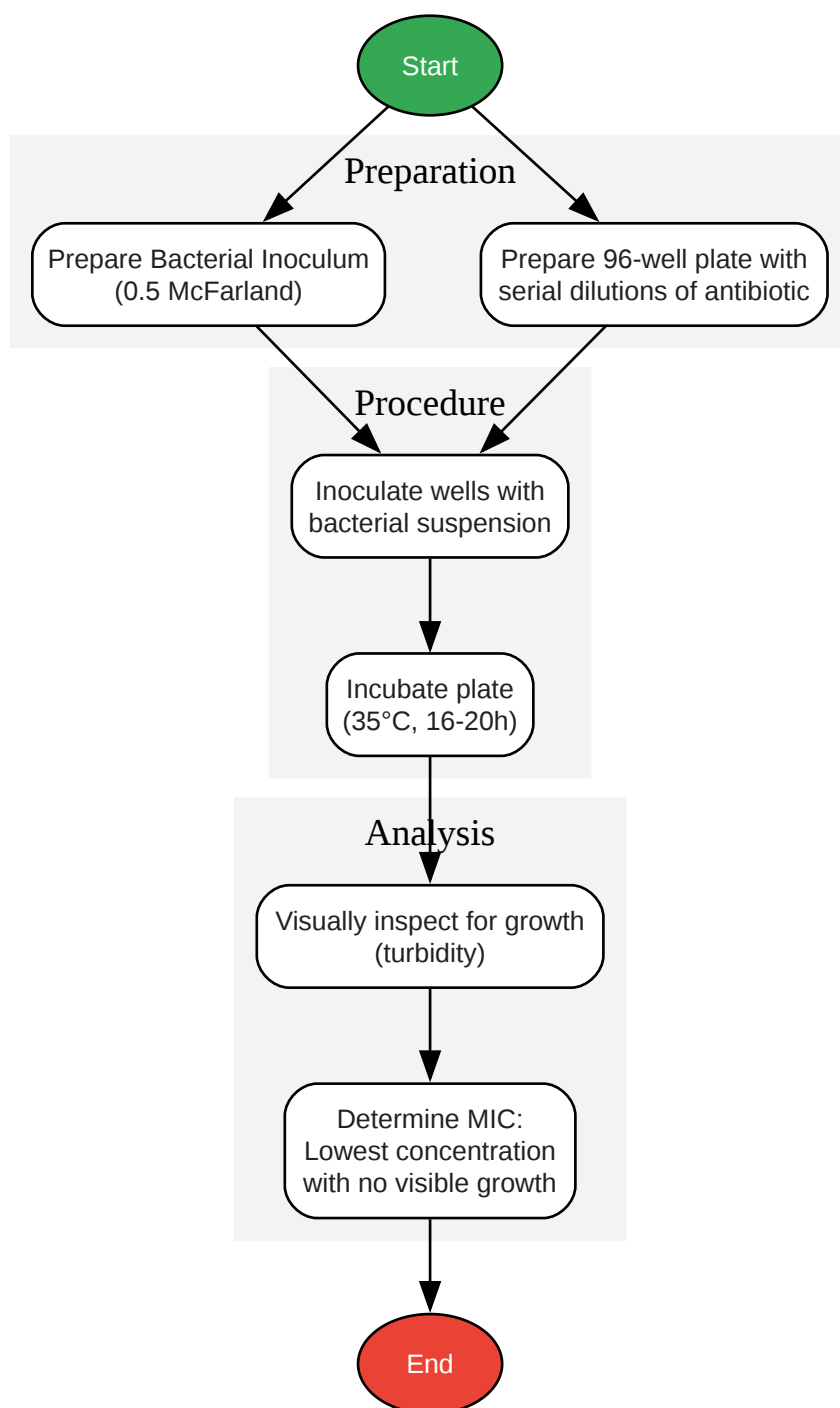 Start
Preparation
Prepare Bacterial Inoculum
(0.5 McFarland)
Prepare 96-well plate with
serial dilutions of antibiotic
Procedure
Inoculate wells with
bacterial suspension
Incubate plate
(35°C, 16-20h)
Analysis
Visually inspect for growth
(turbidity)
Determine MIC:
Lowest concentration
with no visible growth
End